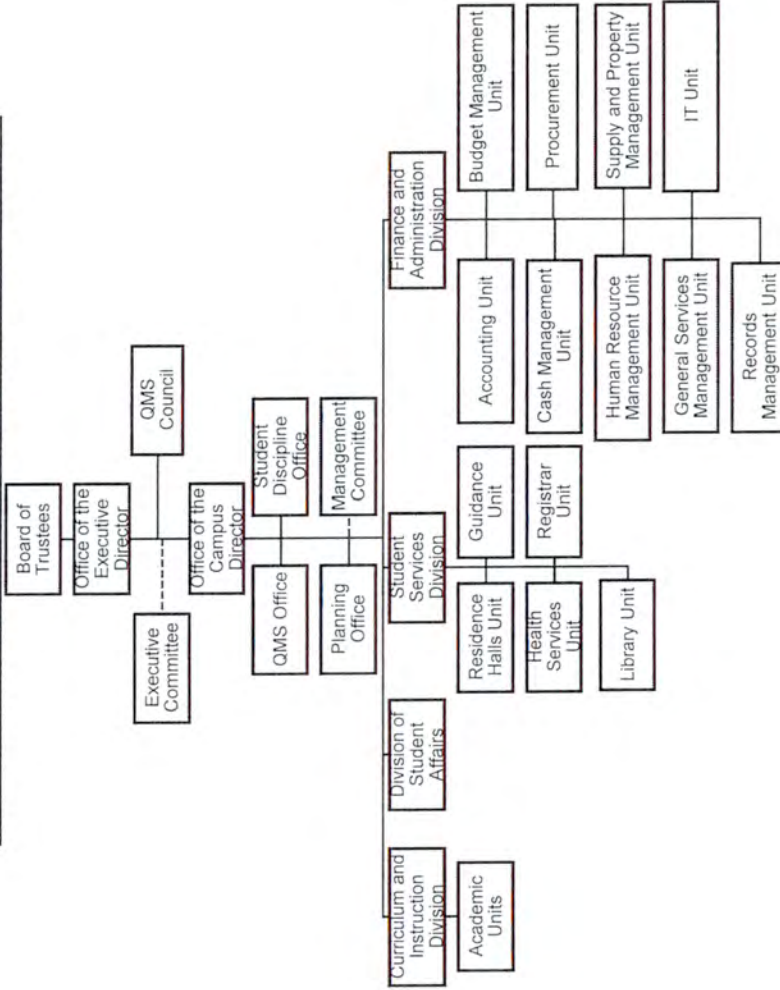 Board of
Trustees
Office of the
Executive
Director
QMS
Council
Executive
Committee
Office of the
Campus
Director
QMS Office
Student
Discipline
Office
Planning
Office
Management
Committee
Curriculum and
Instruction
Division
Division of
Student
Affairs
Student
Services
Division
Finance and
Administration
Division
Academic
Units
Residence
Halls Unit
Guidance
Unit
Health
Services
Unit
Registrar
Unit
Library Unit
Accounting Unit
Budget Management
Unit
Cash Management
Unit
Procurement Unit
Human Resource
Management Unit
Supply and Property
Management Unit
General Services
Management Unit
IT Unit
Records
Management Unit